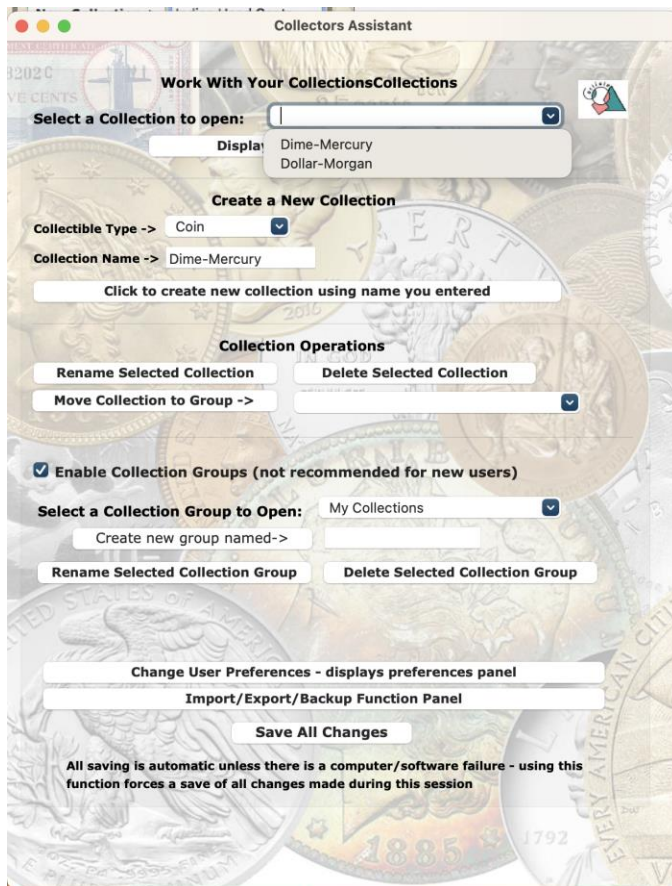 Collectors Assistant
Work With Your CollectionsCollections
Select a Collection to open:
Display
Dime-Mercury
Dollar-Morgan
Create a New Collection
Collectible Type -> Coin
Collection Name -> Dime-Mercury
Click to create new collection using name you entered
Collection Operations
Rename Selected Collection Delete Selected Collection
Move Collection to Group ->
Enable Collection Groups (not recommended for new users)
Select a Collection Group to Open: My Collections
Create new group named->
Rename Selected Collection Group Delete Selected Collection Group
Change User Preferences - displays preferences panel
Import/Export/Backup Function Panel
Save All Changes
All saving is automatic unless there is a computer/software failure - using this
function forces a save of all changes made during this session
1885
1792